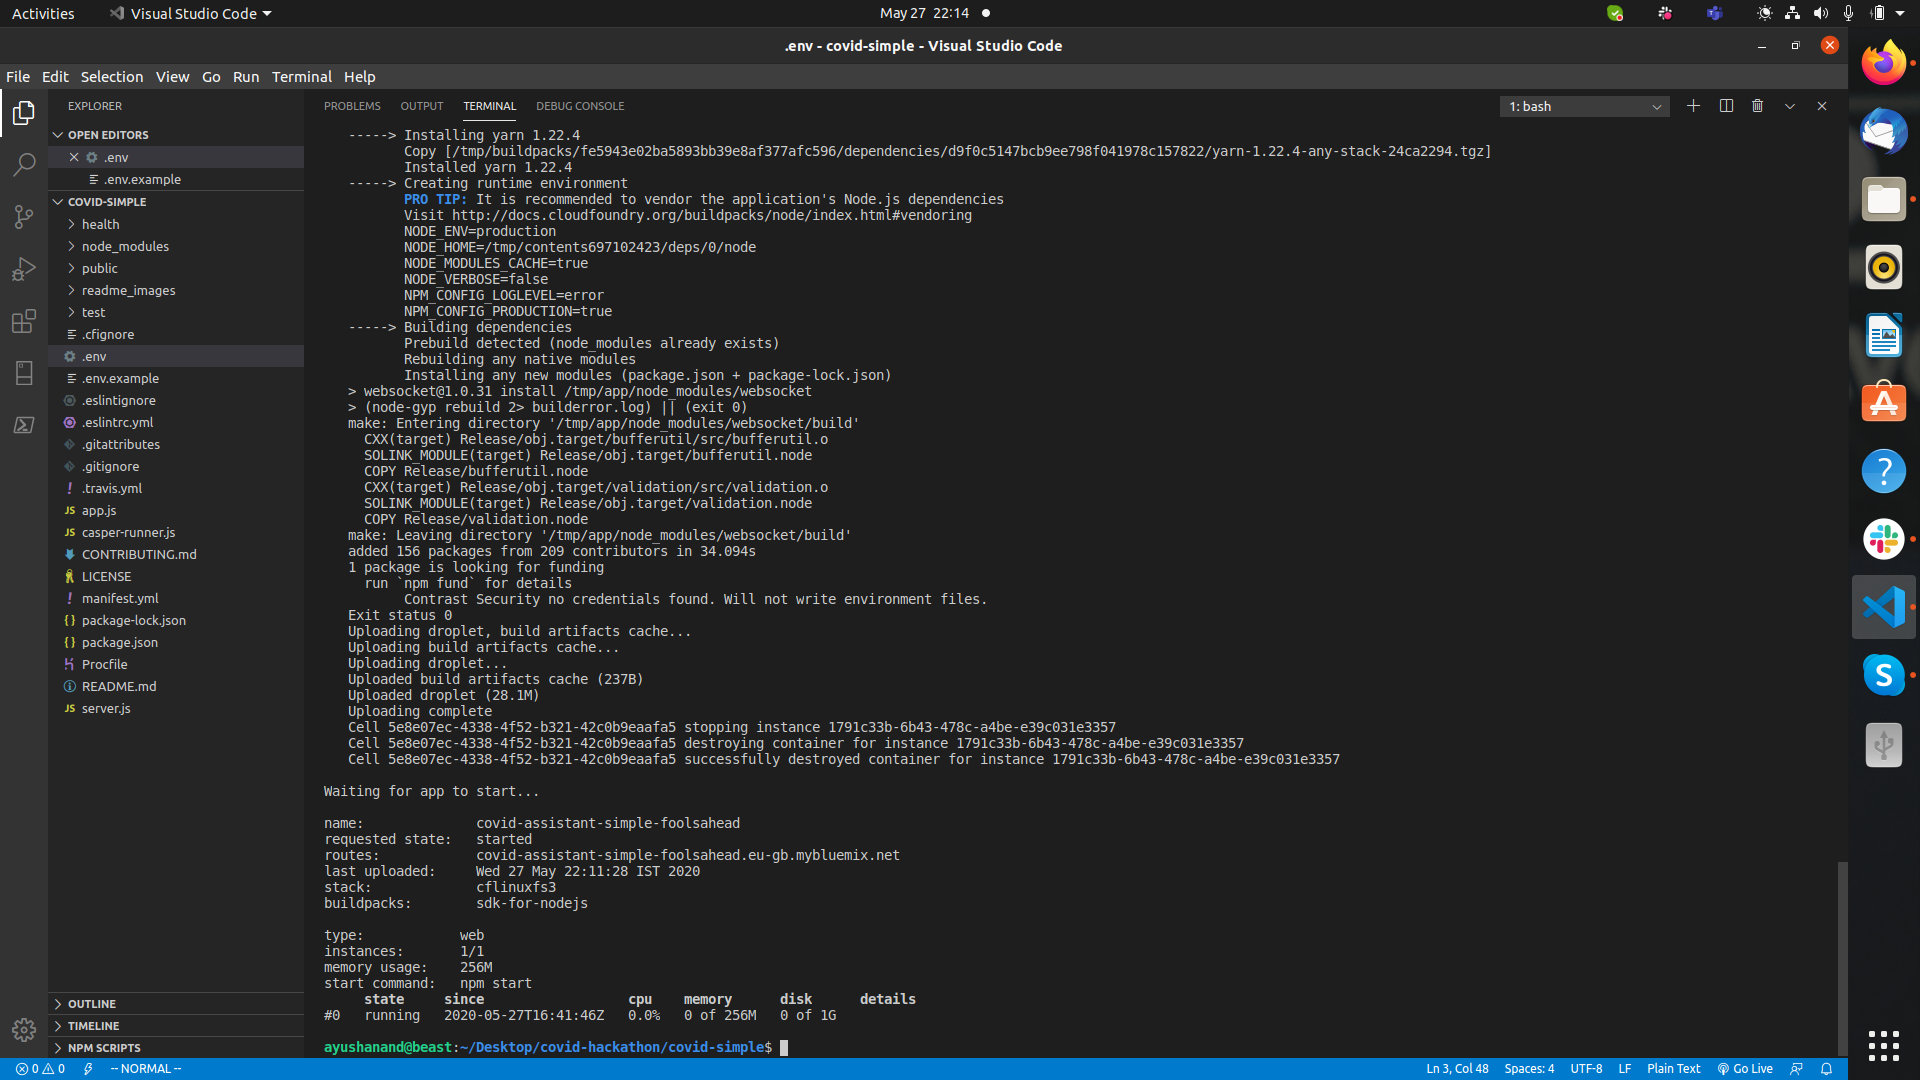 Activities
Visual Studio Code
May 27 22:14
.env - covid-simple - Visual Studio Code
File Edit Selection View Go Run Terminal Help
EXPLORER
OPEN EDITORS
.env
.env.example
COVID-SIMPLE
health
node_modules
public
readme_images
test
.cfignore
.env
.env.example
.eslintignore
.eslintrc.yml
.gitattributes
.gitignore
.travis.yml
JS app.js
JS casper-runner.js
CONTRIBUTING.md
LICENSE
manifest.yml
package-lock.json
package.json
Procfile
README.md
JS server.js
OUTLINE
TIMELINE
NPM SCRIPTS
PROBLEMS OUTPUT TERMINAL DEBUG CONSOLE
1: bash
-----> Installing yarn 1.22.4
Copy [/tmp/buildpacks/fe5943e02ba5893bb39e8af377afc596/dependencies/d9f0c5147bcb9ee798f041978c157822/yarn-1.22.4-any-stack-24ca2294.tgz]
Installed yarn 1.22.4
-----> Creating runtime environment
PRO TIP: It is recommended to vendor the application's Node.js dependencies
Visit http://docs.cloudfoundry.org/buildpacks/node/index.html#vendoring
NODE_ENV=production
NODE_HOME=/tmp/contents697102423/deps/0/node
NODE_MODULES_CACHE=true
NODE_VERBOSE=false
NPM_CONFIG_LOGLEVEL=error
NPM_CONFIG_PRODUCTION=true
-----> Building dependencies
Prebuild detected (node_modules already exists)
Rebuilding any native modules
Installing any new modules (package.json + package-lock.json)
> websocket@1.0.31 install /tmp/app/node_modules/websocket
> (node-gyp rebuild 2> builderror.log) || (exit 0)
make: Entering directory '/tmp/app/node_modules/websocket/build'
CXX(target) Release/obj.target/bufferutil/src/bufferutil.o
SOLINK_MODULE(target) Release/obj.target/bufferutil.node
COPY Release/bufferutil.node
CXX(target) Release/obj.target/validation/src/validation.o
SOLINK_MODULE(target) Release/obj.target/validation.node
COPY Release/validation.node
make: Leaving directory '/tmp/app/node_modules/websocket/build'
added 156 packages from 209 contributors in 34.094s
1 package is looking for funding
run `npm fund` for details
Contrast Security no credentials found. Will not write environment files.
Exit status 0
Uploading droplet, build artifacts cache...
Uploading build artifacts cache...
Uploading droplet...
Uploaded build artifacts cache (237B)
Uploaded droplet (28.1M)
Uploading complete
Cell 5e8e07ec-4338-4f52-b321-42c0b9eaafa5 stopping instance 1791c33b-6b43-478c-a4be-e39c031e3357
Cell 5e8e07ec-4338-4f52-b321-42c0b9eaafa5 destroying container for instance 1791c33b-6b43-478c-a4be-e39c031e3357
Cell 5e8e07ec-4338-4f52-b321-42c0b9eaafa5 successfully destroyed container for instance 1791c33b-6b43-478c-a4be-e39c031e3357
Waiting for app to start...
name: covid-assistant-simple-foolsahead
requested state: started
routes: covid-assistant-simple-foolsahead.eu-gb.mybluemix.net
last uploaded: Wed 27 May 22:11:28 IST 2020
stack: cflinuxfs3
buildpacks: sdk-for-nodejs
type: web
instances: 1/1
memory usage: 256M
start command: npm start
state since cpu memory disk details
#0 running 2020-05-27T16:41:46Z 0.0% 0 of 256M 0 of 1G
ayushanand@beast:~/Desktop/covid-hackathon/covid-simple$
0 0 -- NORMAL --
Ln 3, Col 48 Spaces: 4 UTF-8 LF Plain Text Go Live